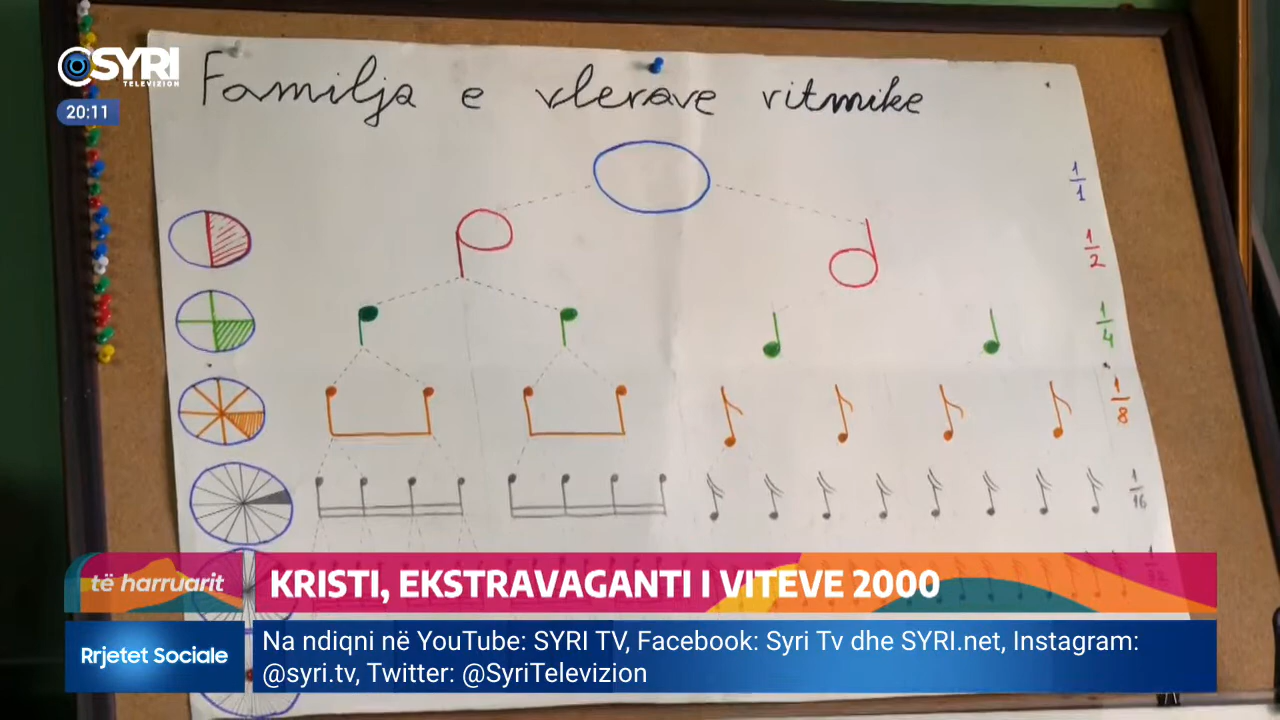 SYRI
TELEVIZION
20:11
Familja e vlerave ritmike
1/1
1/2
1/4
1/8
1/16
të harruarit
KRISTI, EKSTRAVAGANTI I VITEVE 2000
Rrjetet Sociale
Na ndiqni në YouTube: SYRI TV, Facebook: Syri Tv dhe SYRI.net, Instagram:
@syri.tv, Twitter: @SyriTelevizion